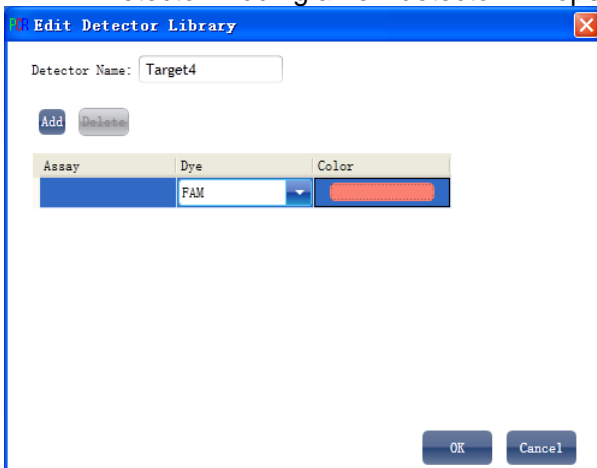 PCR Edit Detector Library
Detector Name: Target4
Add Delete
Assay Dye Color
FAM
OK Cancel